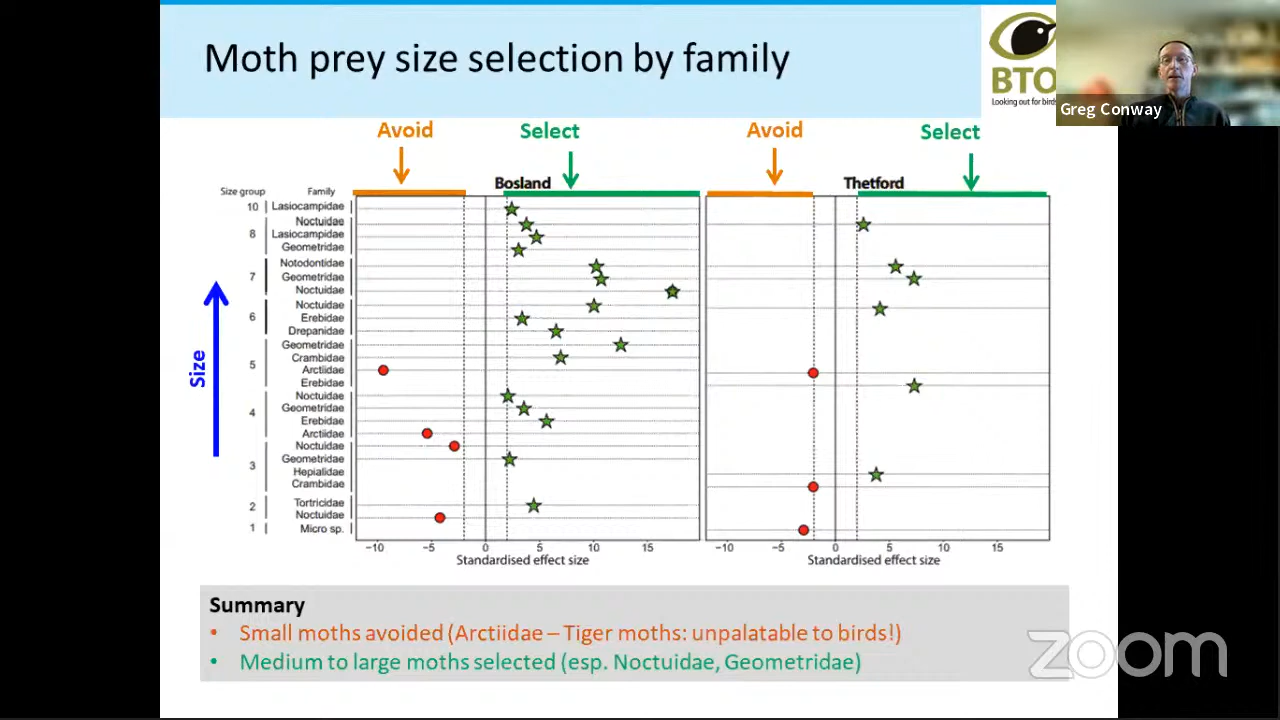 Moth prey size selection by family
BTO
Looking out for birds
Greg Conway
Avoid
Select
Avoid
Select
Bosland
Thetford
Size group
Family
10
Lasiocampidae
8
Noctuidae
Lasiocampidae
Geometridae
7
Notodontidae
Geometridae
Noctuidae
6
Noctuidae
Erebidae
Drepanidae
5
Geometridae
Crambidae
Arctiidae
Erebidae
4
Noctuidae
Geometridae
Erebidae
Arctiidae
3
Noctuidae
Geometridae
Hepialidae
Crambidae
2
Tortricidae
Noctuidae
1
Micro sp.
Size
−10 −5 0 5 10 15
Standardised effect size
−10 −5 0 5 10 15
Standardised effect size
Summary
• Small moths avoided (Arctiidae – Tiger moths: unpalatable to birds!)
• Medium to large moths selected (esp. Noctuidae, Geometridae)
zoom